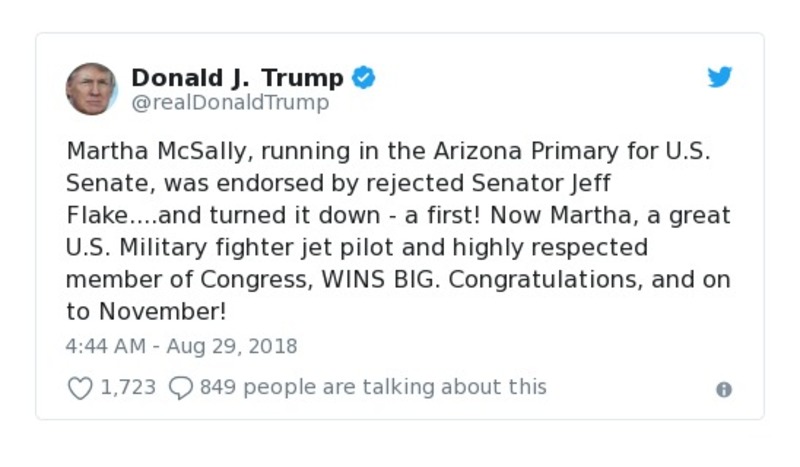 Donald J. Trump
@realDonaldTrump
Martha McSally, running in the Arizona Primary for U.S.
Senate, was endorsed by rejected Senator Jeff
Flake....and turned it down - a first! Now Martha, a great
U.S. Military fighter jet pilot and highly respected
member of Congress, WINS BIG. Congratulations, and on
to November!
4:44 AM - Aug 29, 2018
1,723 849 people are talking about this